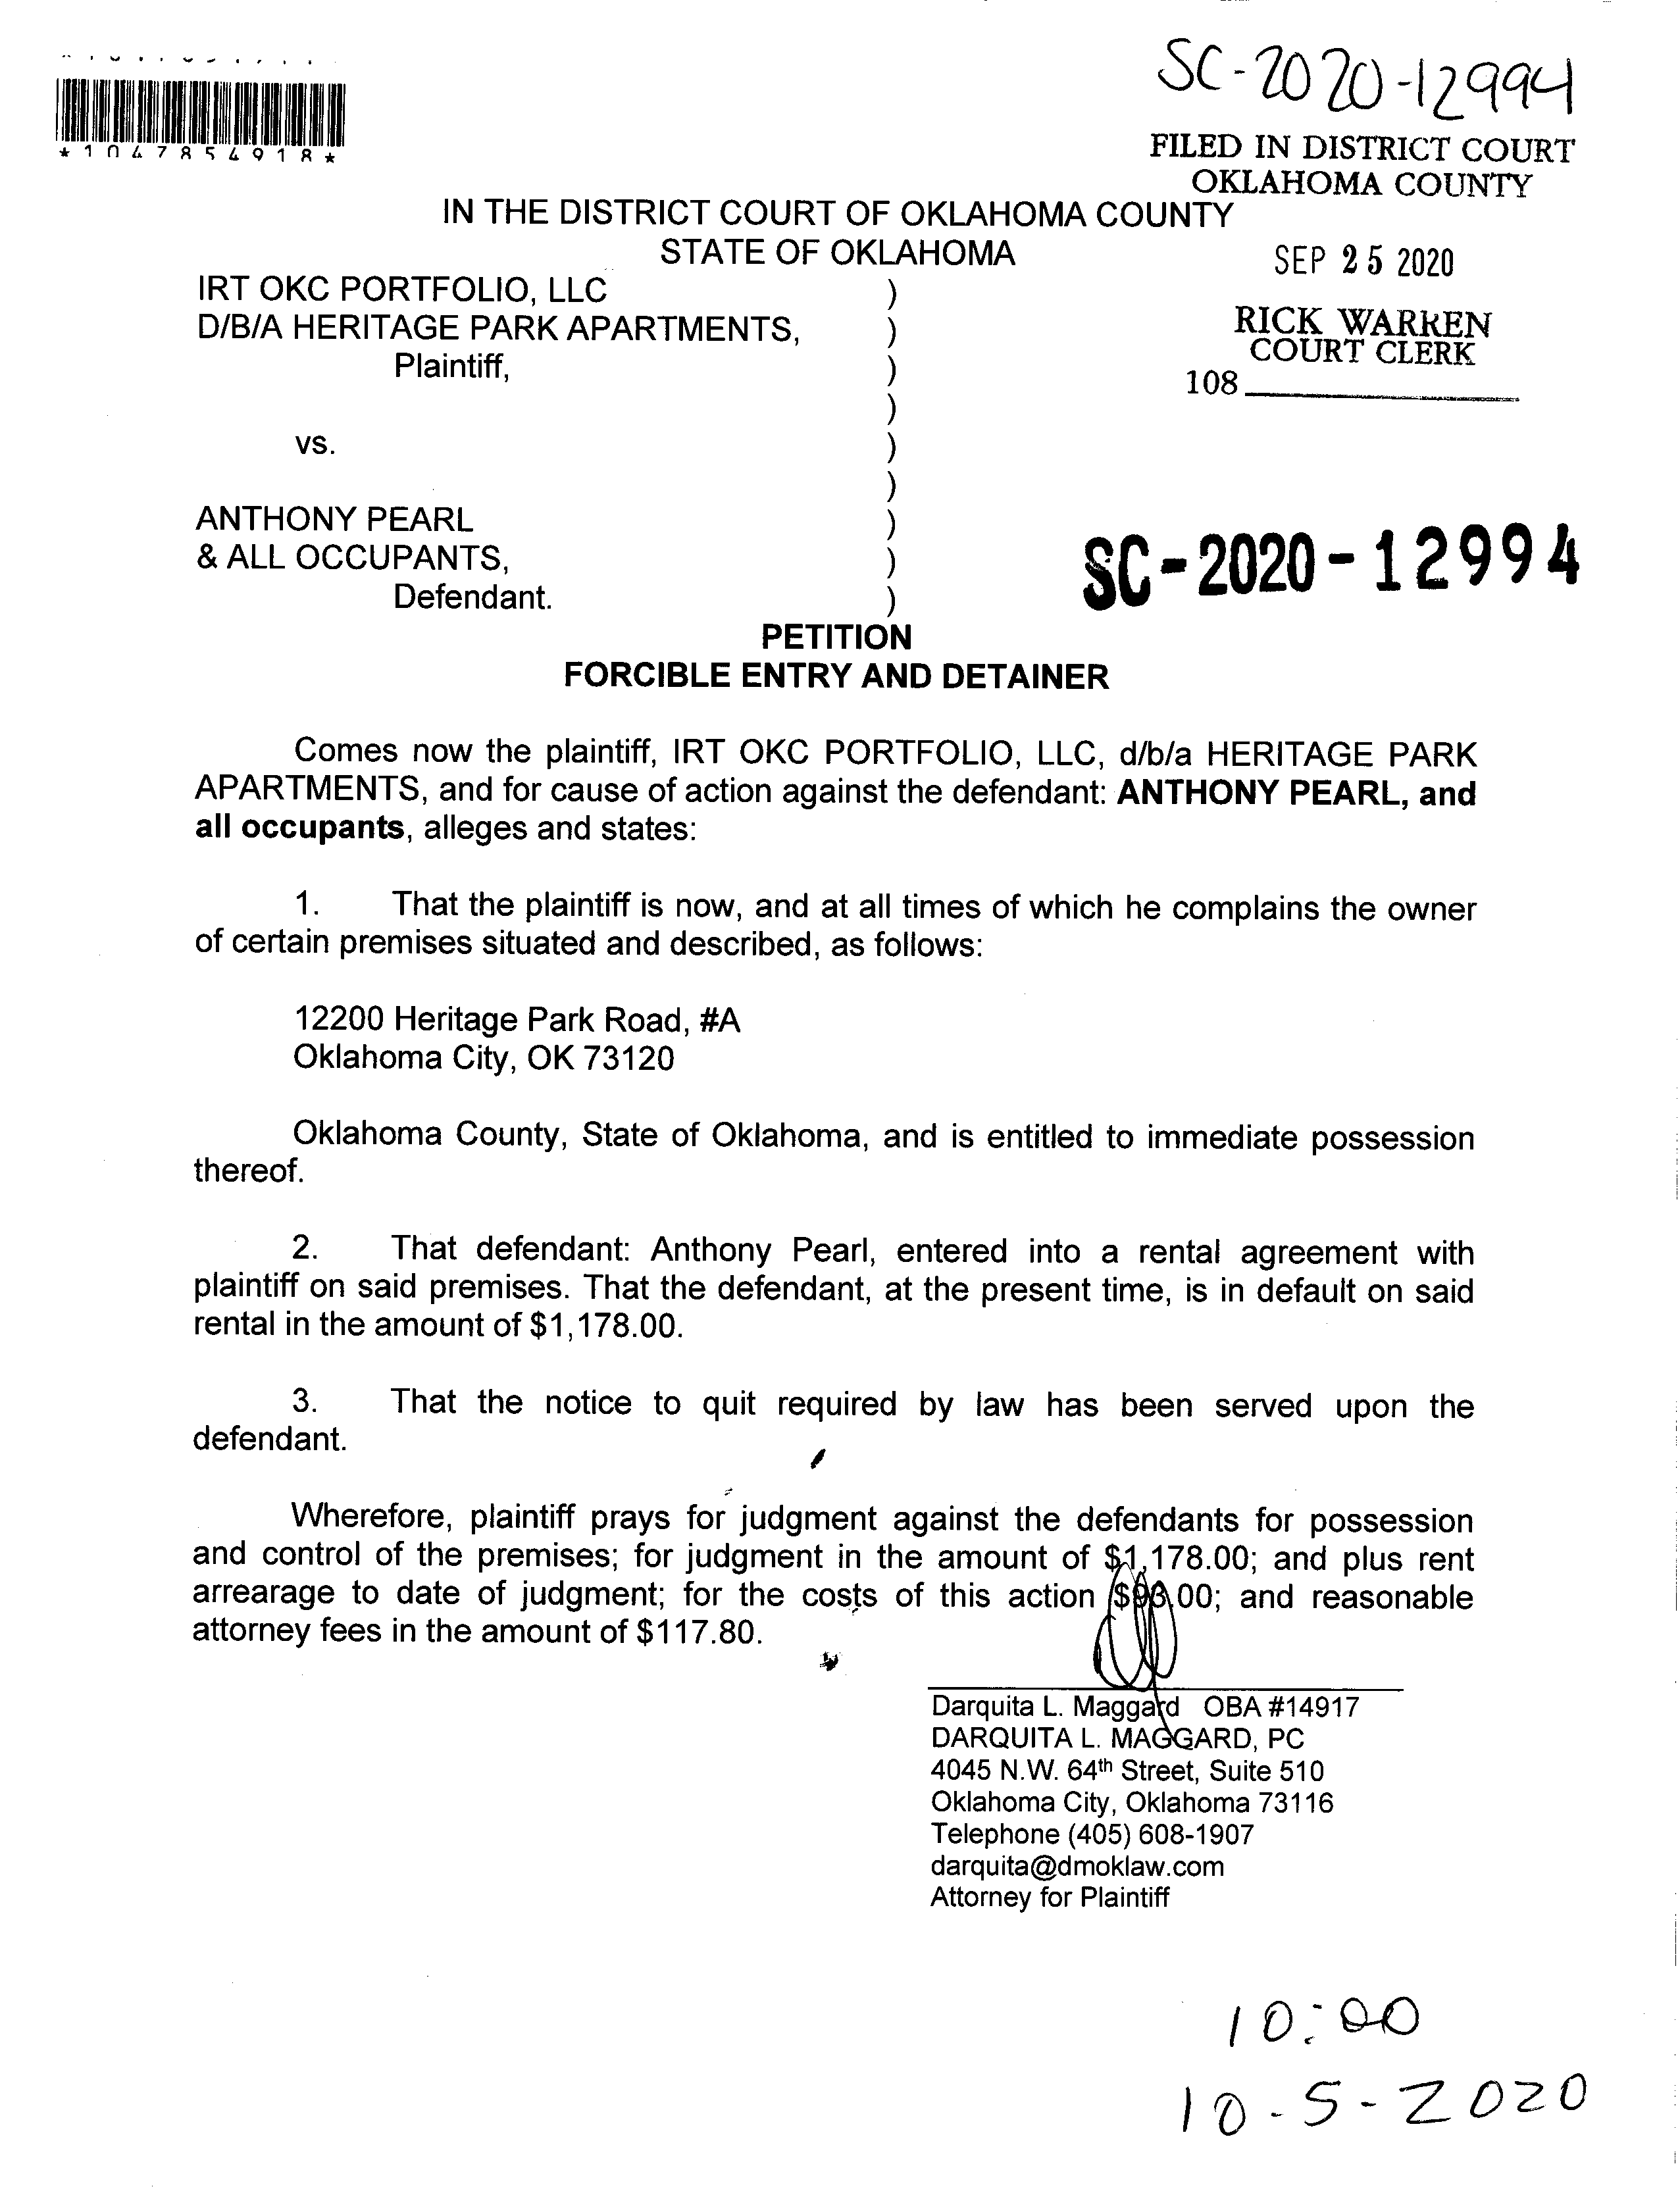 SC-2020-12994
*1047854918*
FILED IN DISTRICT COURT
OKLAHOMA COUNTY
IN THE DISTRICT COURT OF OKLAHOMA COUNTY
STATE OF OKLAHOMA
SEP 25 2020
IRT OKC PORTFOLIO, LLC )
D/B/A HERITAGE PARK APARTMENTS, )
RICK WARREN
COURT CLERK
Plaintiff, )
108
)
vs. )
)
ANTHONY PEARL )
& ALL OCCUPANTS, )
SC-2020-12994
Defendant. )
PETITION
FORCIBLE ENTRY AND DETAINER
Comes now the plaintiff, IRT OKC PORTFOLIO, LLC, d/b/a HERITAGE PARK
APARTMENTS, and for cause of action against the defendant: ANTHONY PEARL, and
all occupants, alleges and states:
1. That the plaintiff is now, and at all times of which he complains the owner
of certain premises situated and described, as follows:
12200 Heritage Park Road, #A
Oklahoma City, OK 73120
Oklahoma County, State of Oklahoma, and is entitled to immediate possession
thereof.
2. That defendant: Anthony Pearl, entered into a rental agreement with
plaintiff on said premises. That the defendant, at the present time, is in default on said
rental in the amount of $1,178.00.
3. That the notice to quit required by law has been served upon the
defendant.
Wherefore, plaintiff prays for judgment against the defendants for possession
and control of the premises; for judgment in the amount of $1,178.00; and plus rent
arrearage to date of judgment; for the costs of this action and reasonable
attorney fees in the amount of $117.80.
Darquita L. Maggard OBA #14917
DARQUITA L. MAGGARD, PC
4045 N.W. 64th Street, Suite 510
Oklahoma City, Oklahoma 73116
Telephone (405) 608-1907
darquita@dmoklaw.com
Attorney for Plaintiff
10:00
10-5-2020